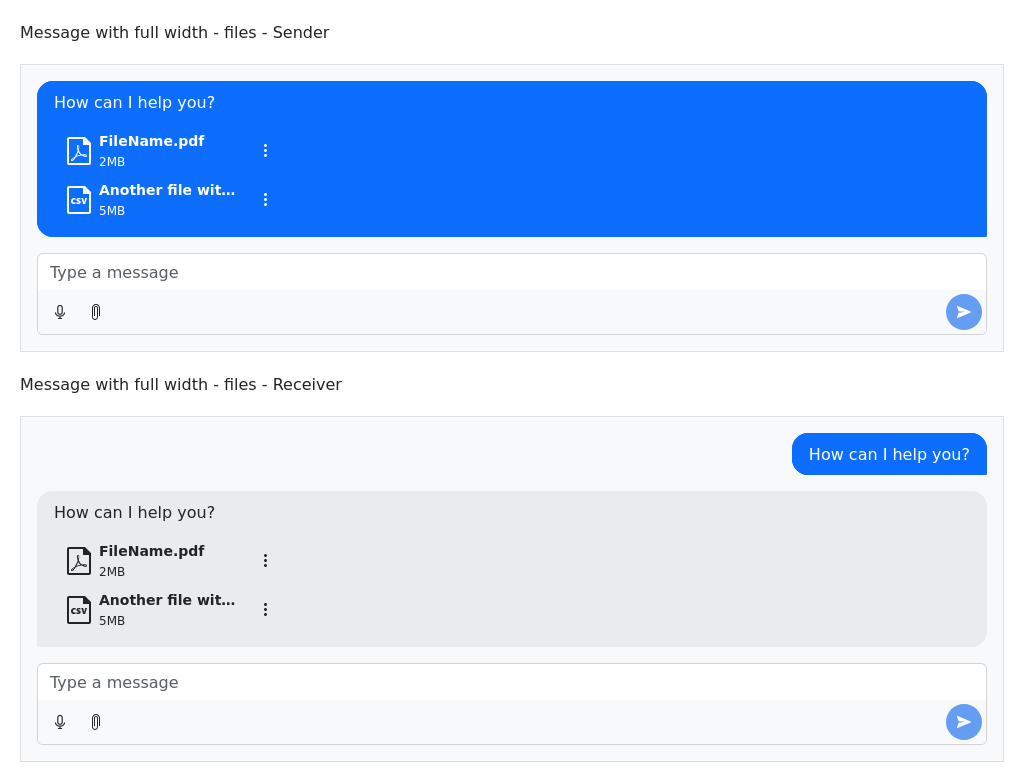 Message with full width - files - Sender
How can I help you?
FileName.pdf
2MB
csv
Another file wit...
5MB
Type a message
Message with full width - files - Receiver
How can I help you?
How can I help you?
FileName.pdf
2MB
csv
Another file wit...
5MB
Type a message